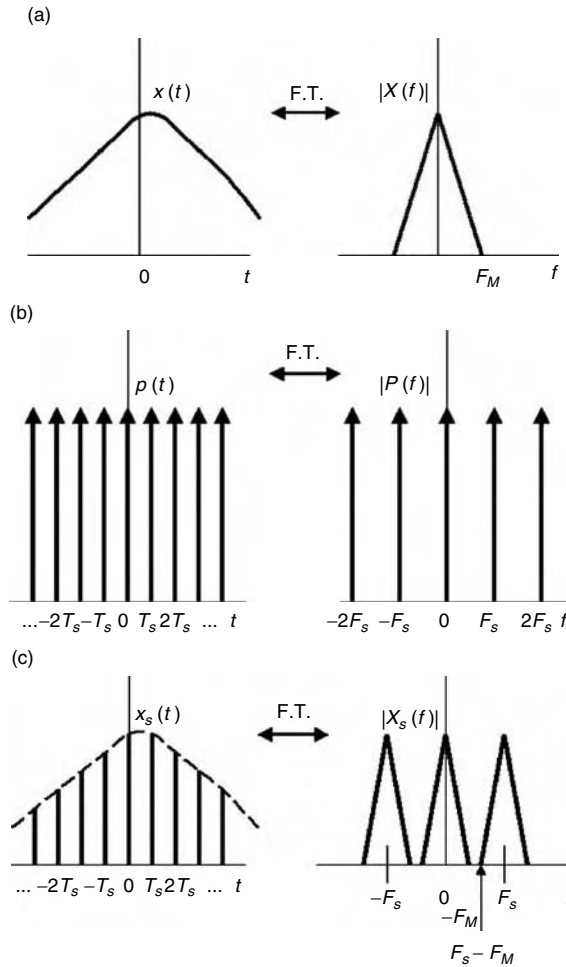 (a)
x(t) F.T. |X(f)|
0 t F_M f
(b)
F.T.
p(t) |P(f)|
... −2T_s −T_s 0 T_s 2T_s ... t −2F_s −F_s 0 F_s 2F_s f
(c)
x_s(t) F.T. |X_s(f)|
... −2T_s −T_s 0 T_s 2T_s ... t −F_s 0 F_s
−F_M
F_s − F_M